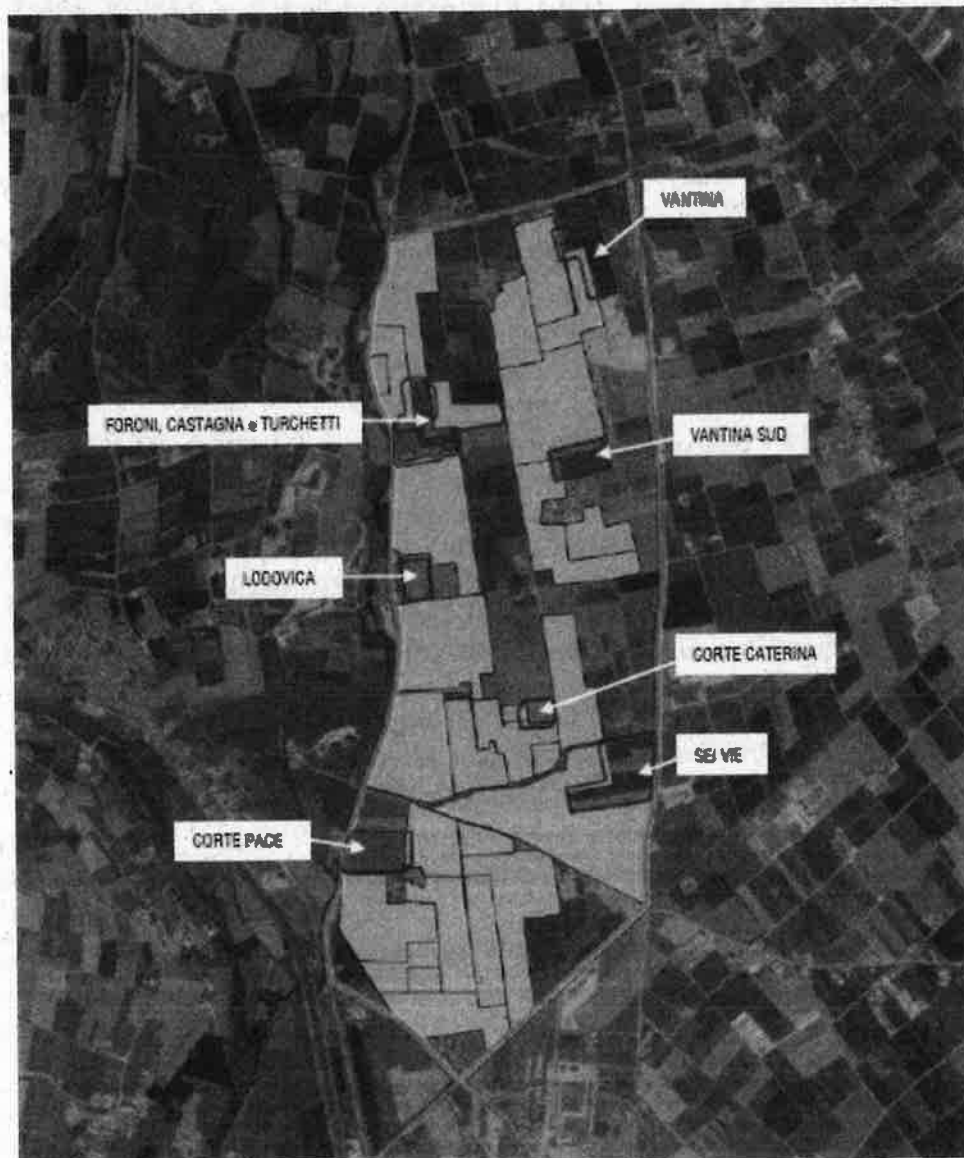 VANTINA
FORONI, CASTAGNA e TURCHETTI
VANTINA SUD
LODOVICA
CORTE CATERINA
SEI VIE
CORTE PACE